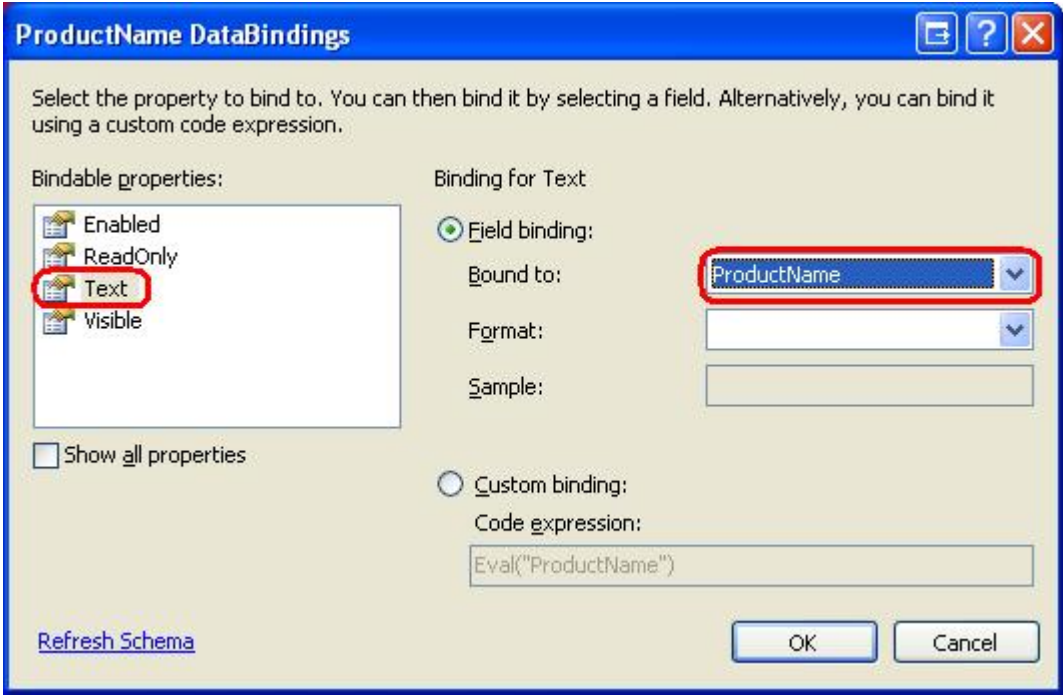 ProductName DataBindings
Select the property to bind to. You can then bind it by selecting a field. Alternatively, you can bind it
using a custom code expression.
Bindable properties:
Enabled
ReadOnly
Text
Visible
Show all properties
Binding for Text
Field binding:
Bound to:
ProductName
Format:
Sample:
Custom binding:
Code expression:
Eval("ProductName")
Refresh Schema
OK
Cancel